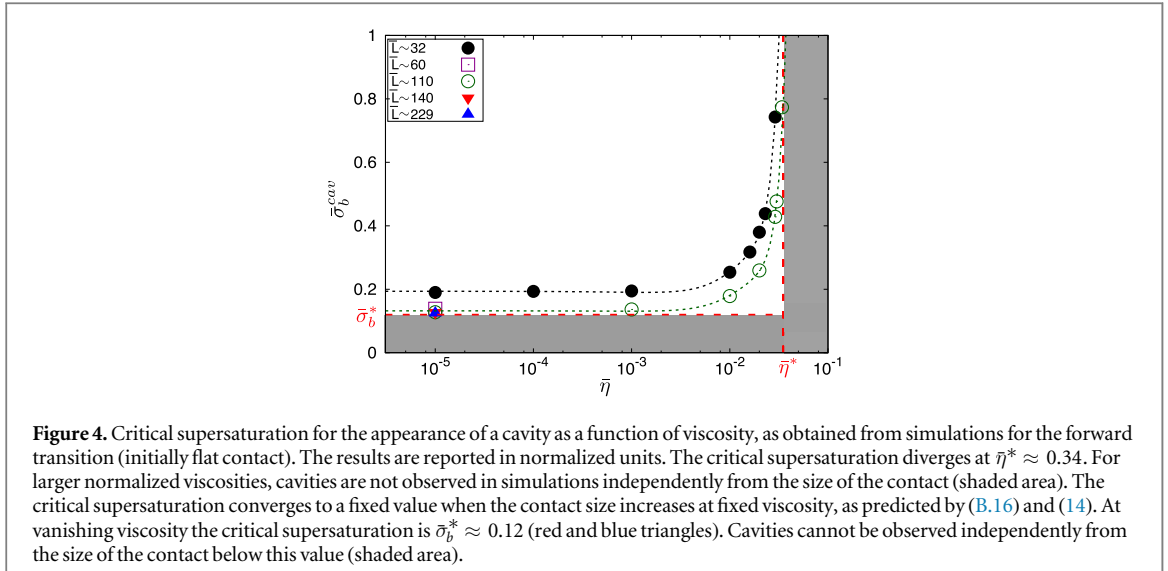 L̄~32
L̄~60
L̄~110
L̄~140
L̄~229
1
0.8
0.6
0.4
0.2
0
σ̄_b^{cav}
σ̄_b^*
10^{-5}
10^{-4}
10^{-3}
10^{-2}
10^{-1}
η̄^*
η̄
Figure 4. Critical supersaturation for the appearance of a cavity as a function of viscosity, as obtained from simulations for the forward
transition (initially flat contact). The results are reported in normalized units. The critical supersaturation diverges at η̄* ≈ 0.34. For
larger normalized viscosities, cavities are not observed in simulations independently from the size of the contact (shaded area). The
critical supersaturation converges to a fixed value when the contact size increases at fixed viscosity, as predicted by (B.16) and (14). At
vanishing viscosity the critical supersaturation is σ̄_b^* ≈ 0.12 (red and blue triangles). Cavities cannot be observed independently from
the size of the contact below this value (shaded area).